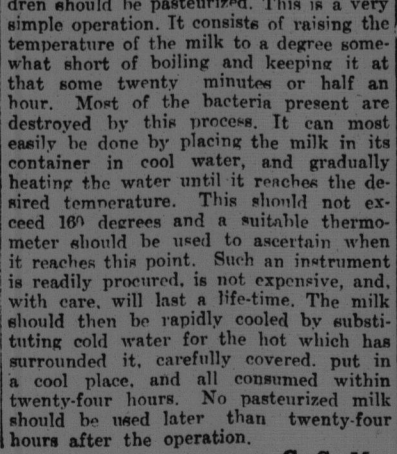 dren should be pasteurized. This is a very
simple operation. It consists of raising the
temperature of the milk to a degree some-
what short of boiling and keeping it at
that some twenty minutes or half an
hour. Most of the bacteria present are
destroyed by this process. It can most
easily be done by placing the milk in its
container in cool water, and gradually
heating the water until it reaches the de-
sired temperature. This should not ex-
ceed 160 degrees and a suitable thermo-
meter should be used to ascertain when
it reaches this point. Such an instrument
is readily procured, is not expensive, and,
with care, will last a life-time. The milk
should then be rapidly cooled by substi-
tuting cold water for the hot which has
surrounded it, carefully covered, put in
a cool place, and all consumed within
twenty-four hours. No pasteurized milk
should be used later than twenty-four
hours after the operation.